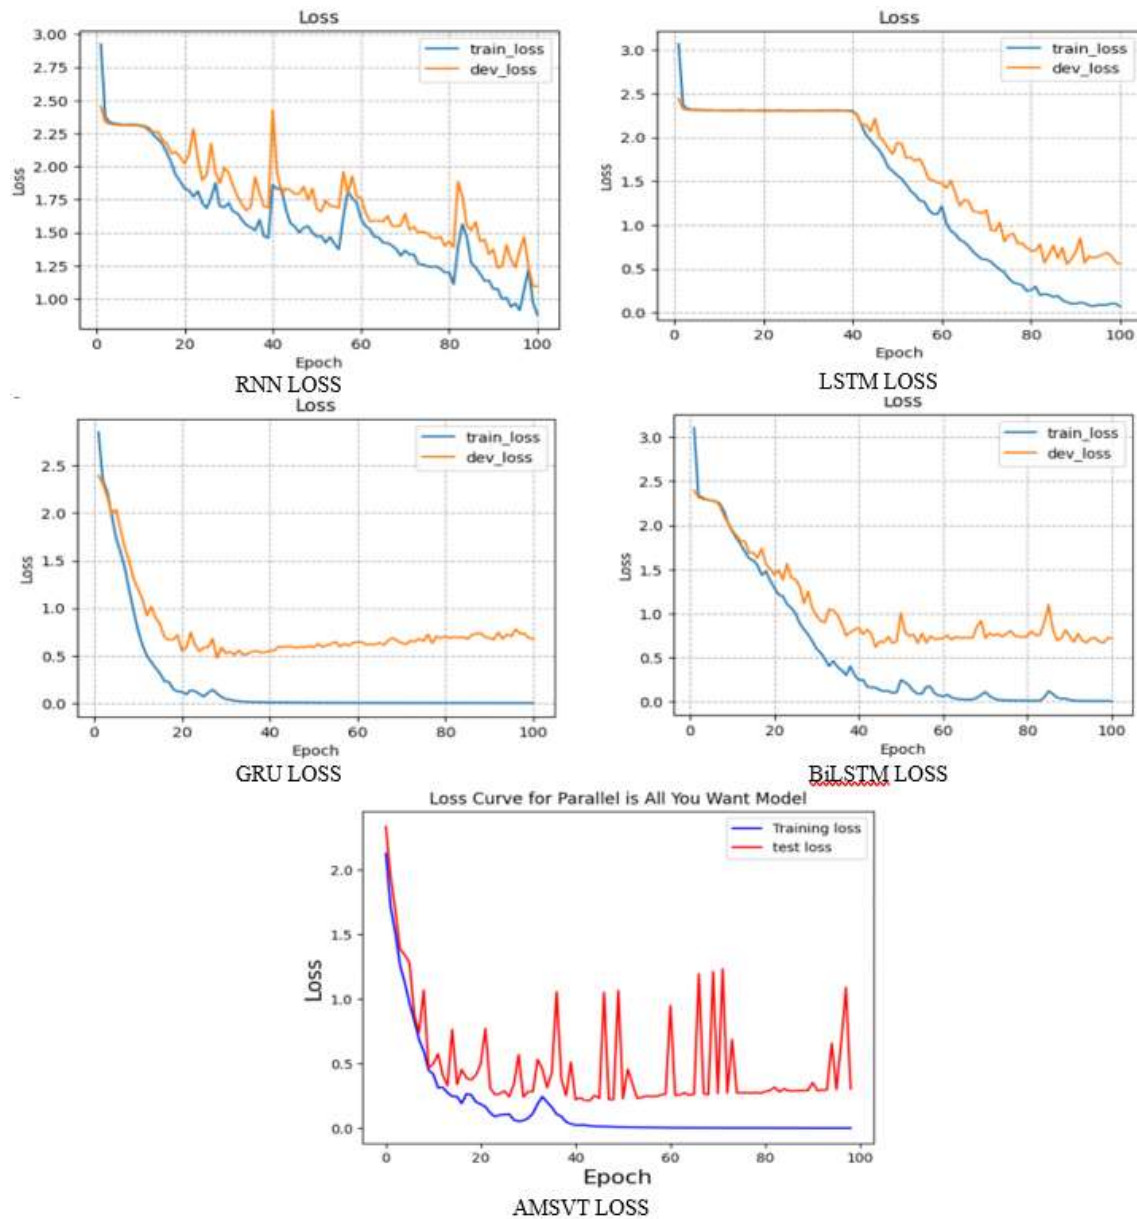 Loss
3.00
2.75
2.50
2.25
2.00
1.75
1.50
1.25
1.00
Loss
train_loss
dev_loss
0 20 40 60 80 100
Epoch
RNN LOSS
Loss
3.0
2.5
2.0
1.5
1.0
0.5
0.0
Loss
train_loss
dev_loss
0 20 40 60 80 100
Epoch
LSTM LOSS
Loss
2.5
2.0
1.5
1.0
0.5
0.0
Loss
train_loss
dev_loss
0 20 40 60 80 100
Epoch
GRU LOSS
Loss
3.0
2.5
2.0
1.5
1.0
0.5
0.0
Loss
train_loss
dev_loss
0 20 40 60 80 100
Epoch
BiLSTM LOSS
Loss Curve for Parallel is All You Want Model
2.0
1.5
1.0
0.5
0.0
Loss
Training loss
test loss
0 20 40 60 80 100
Epoch
AMSVT LOSS